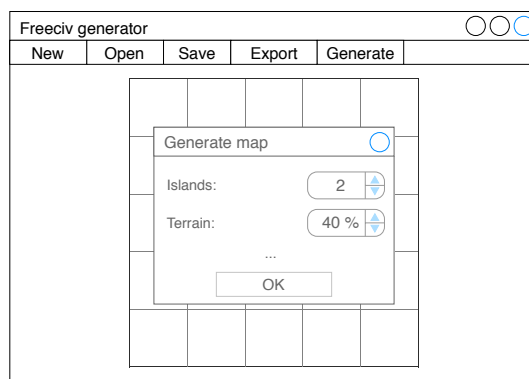 Freeciv generator
New Open Save Export Generate
Generate map
Islands: 2
Terrain: 40 %
...
OK